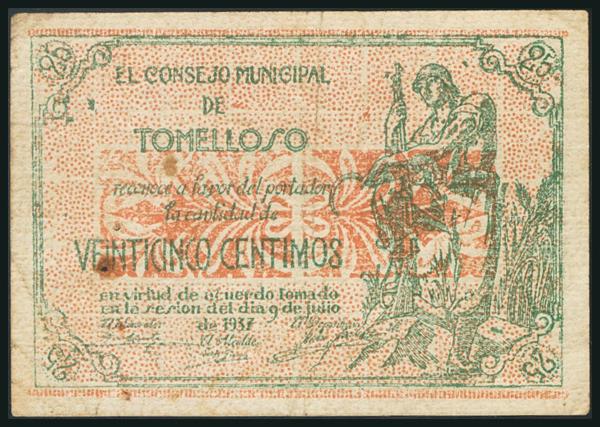 25 25
EL CONSEJO MUNICIPAL
DE
TOMELLOSO
reconoce a favor del portador
la cantidad de
VEINTICINCO CENTIMOS
en virtud de acuerdo tomado
en la sesión del dia 9 de julio
de 1937
El Alcalde
25 25